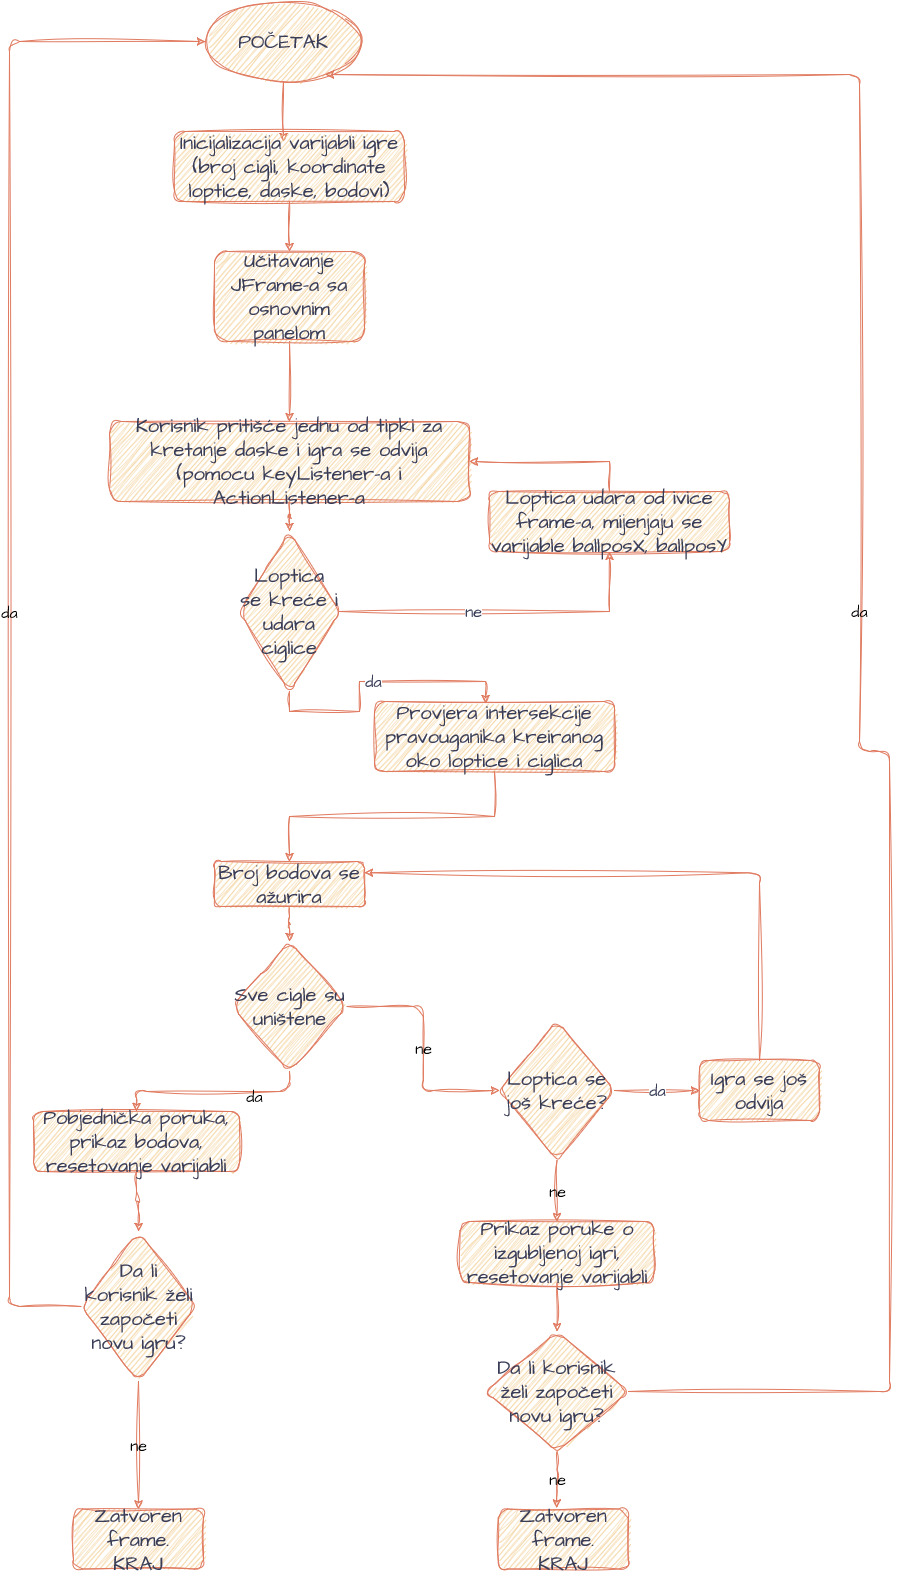 POČETAK
Inicijalizacija varijabli igre
(broj cigli, koordinate
loptice, daske, bodovi)
Učitavanje
JFrame-a sa
osnovnim
panelom
Korisnik pritišće jednu od tipki za
kretanje daske i igra se odvija
(pomocu keyListener-a i
ActionListener-a
Loptica udara od ivice
frame-a, mijenjaju se
varijable ballposX, ballposY
Loptica
se kreće i
udara
ciglice
ne
da
da
da
Provjera intersekcije
pravouganika kreiranog
oko loptice i ciglica
Broj bodova se
ažurira
Sve cigle su
uništene
ne
da
Loptica se
još kreće?
da
Igra se još
odvija
Pobjednička poruka,
prikaz bodova,
resetovanje varijabli
ne
Prikaz poruke o
izgubljenoj igri,
resetovanje varijabli
Da li
korisnik želi
započeti
novu igru?
Da li korisnik
želi započeti
novu igru?
ne
ne
Zatvoren
frame.
KRAJ
Zatvoren
frame.
KRAJ